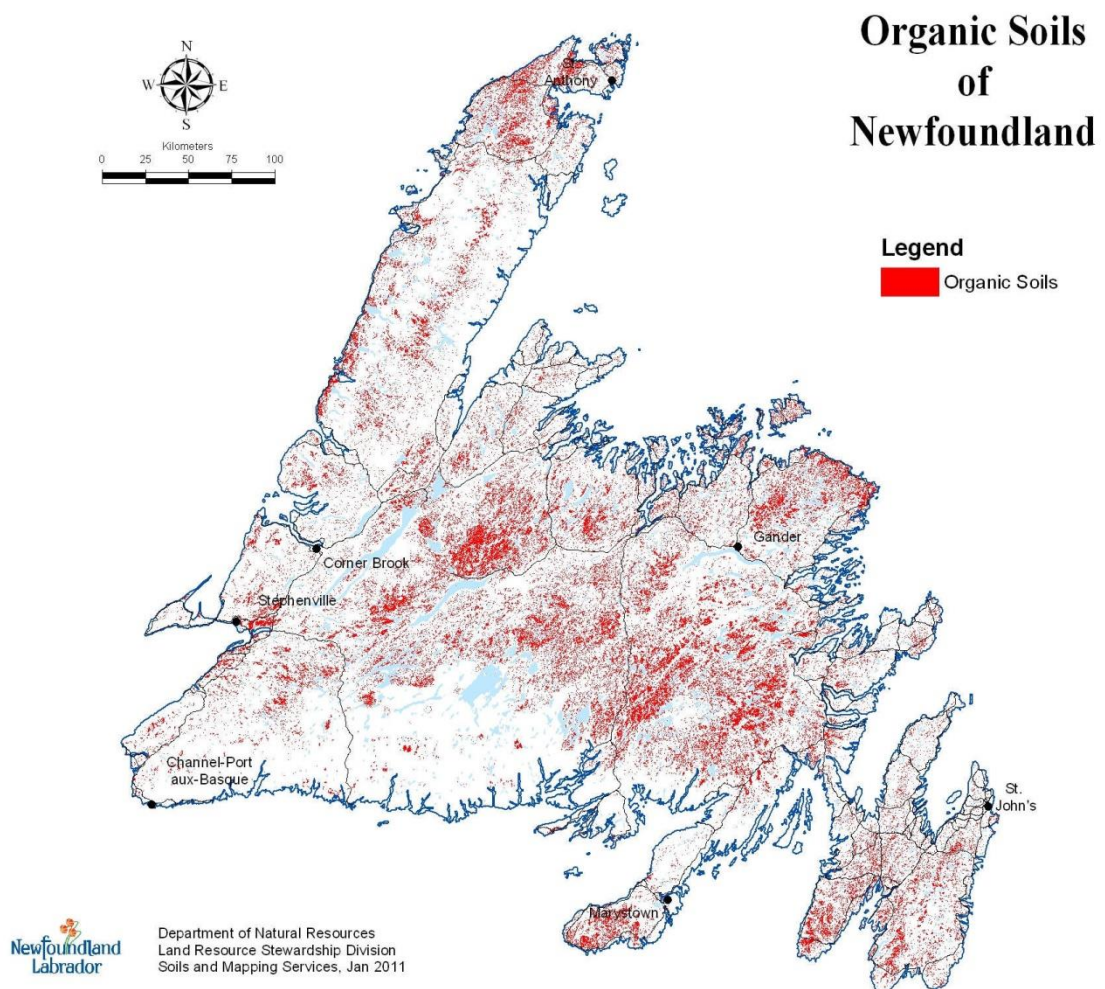 Organic Soils
of
Newfoundland
N
W
E
S
Kilometers
0 25 50 75 100
Legend
Organic Soils
St.
Anthony
Gander
Corner Brook
Stephenville
Channel-Port
aux-Basque
St.
John's
Marystown
Newfoundland
Labrador
Department of Natural Resources
Land Resource Stewardship Division
Soils and Mapping Services, Jan 2011